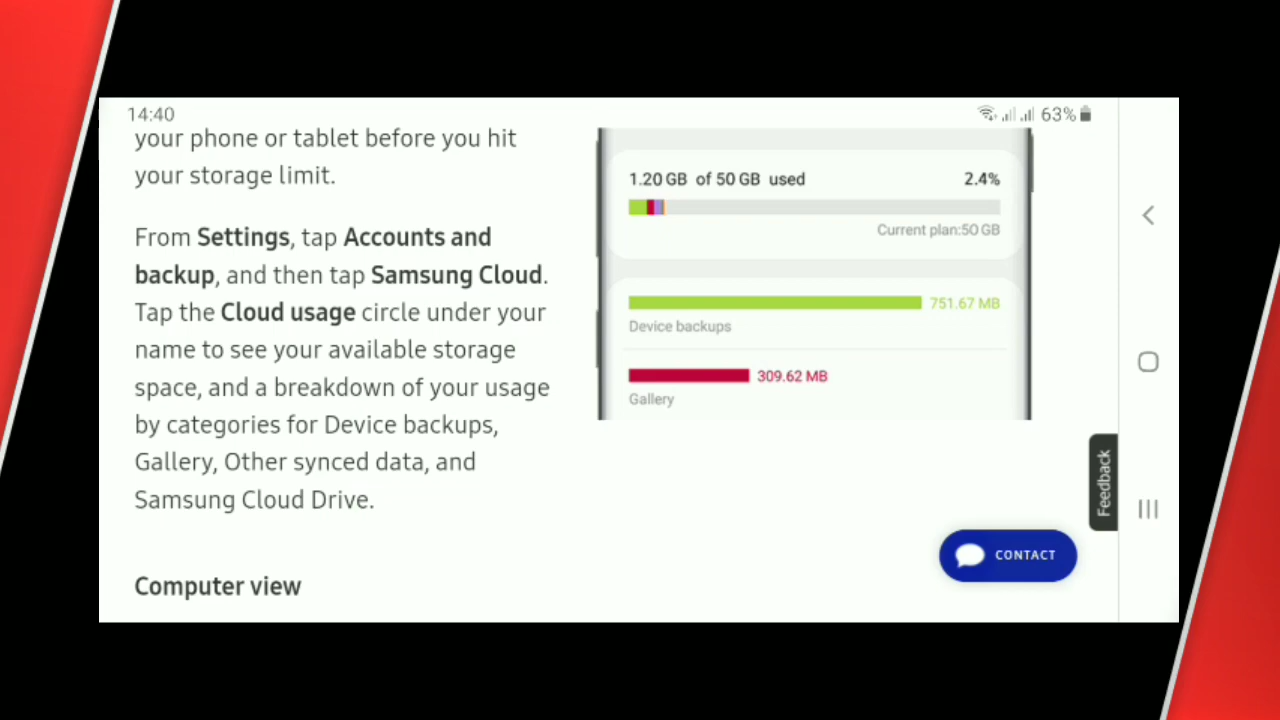 14:40
63%
your phone or tablet before you hit
your storage limit.
From Settings, tap Accounts and
backup, and then tap Samsung Cloud.
Tap the Cloud usage circle under your
name to see your available storage
space, and a breakdown of your usage
by categories for Device backups,
Gallery, Other synced data, and
Samsung Cloud Drive.
Computer view
1.20 GB of 50 GB used
2.4%
Current plan:50 GB
751.67 MB
Device backups
309.62 MB
Gallery
Feedback
CONTACT